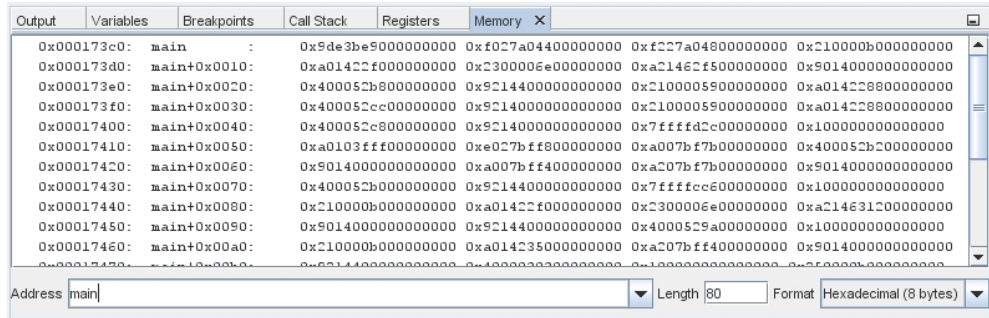 Output Variables Breakpoints Call Stack Registers Memory X
0x000173c0: main : 0x9de3be9000000000 0xf027a04400000000 0xf227a04800000000 0x210000b000000000
0x000173d0: main+0x0010: 0xa01422f000000000 0x2300006e00000000 0xa21462f500000000 0x9014000000000000
0x000173e0: main+0x0020: 0x400052b800000000 0x9214400000000000 0x2100005900000000 0xa014228800000000
0x000173f0: main+0x0030: 0x400052cc00000000 0x9214000000000000 0x2100005900000000 0xa014228800000000
0x00017400: main+0x0040: 0x400052c800000000 0x9214000000000000 0x7ffffd2c00000000 0x100000000000000
0x00017410: main+0x0050: 0xa0103fff00000000 0xe027bff800000000 0xa007bf7b00000000 0x400052b200000000
0x00017420: main+0x0060: 0x9014000000000000 0xa007bff400000000 0xa207bf7b00000000 0x9014000000000000
0x00017430: main+0x0070: 0x400052b000000000 0x9214400000000000 0x7ffffcc600000000 0x100000000000000
0x00017440: main+0x0080: 0x210000b000000000 0xa01422f000000000 0x2300006e00000000 0xa214631200000000
0x00017450: main+0x0090: 0x9014000000000000 0x9214400000000000 0x4000529a00000000 0x100000000000000
0x00017460: main+0x00a0: 0x210000b000000000 0xa014235000000000 0xa207bff400000000 0x9014000000000000
Address main Length 80 Format Hexadecimal (8 bytes)